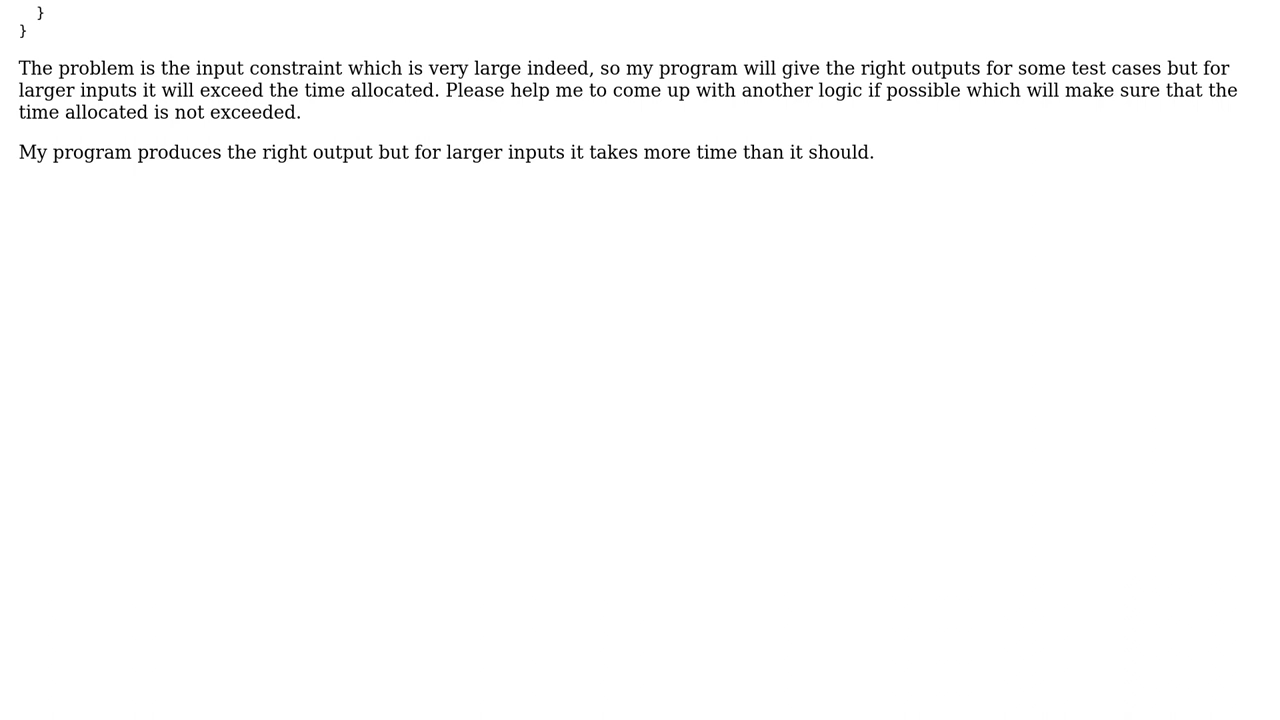 }
}
The problem is the input constraint which is very large indeed, so my program will give the right outputs for some test cases but for
larger inputs it will exceed the time allocated. Please help me to come up with another logic if possible which will make sure that the
time allocated is not exceeded.
My program produces the right output but for larger inputs it takes more time than it should.